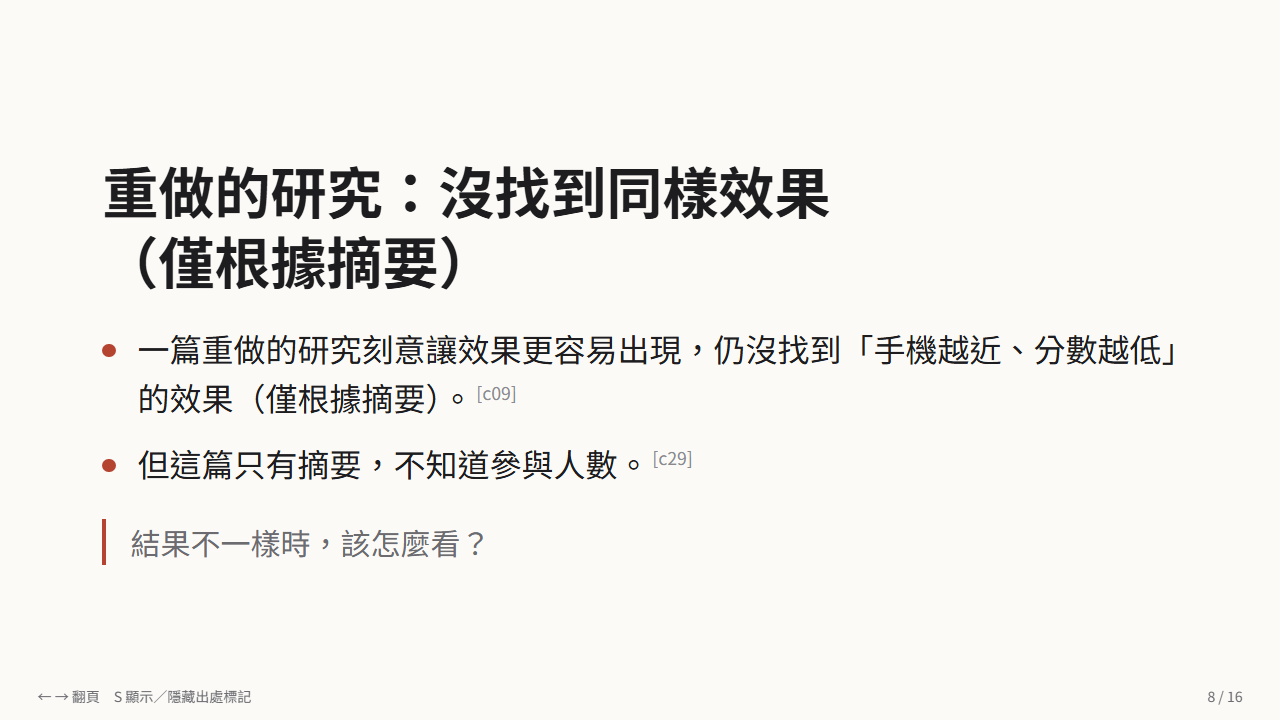 重做的研究：沒找到同樣效果
（僅根據摘要）
一篇重做的研究刻意讓效果更容易出現，仍沒找到「手機越近、分數越低」
的效果（僅根據摘要）。[c09]
但這篇只有摘要，不知道參與人數。[c29]
結果不一樣時，該怎麼看？
← → 翻頁　S 顯示／隱藏出處標記
8 / 16